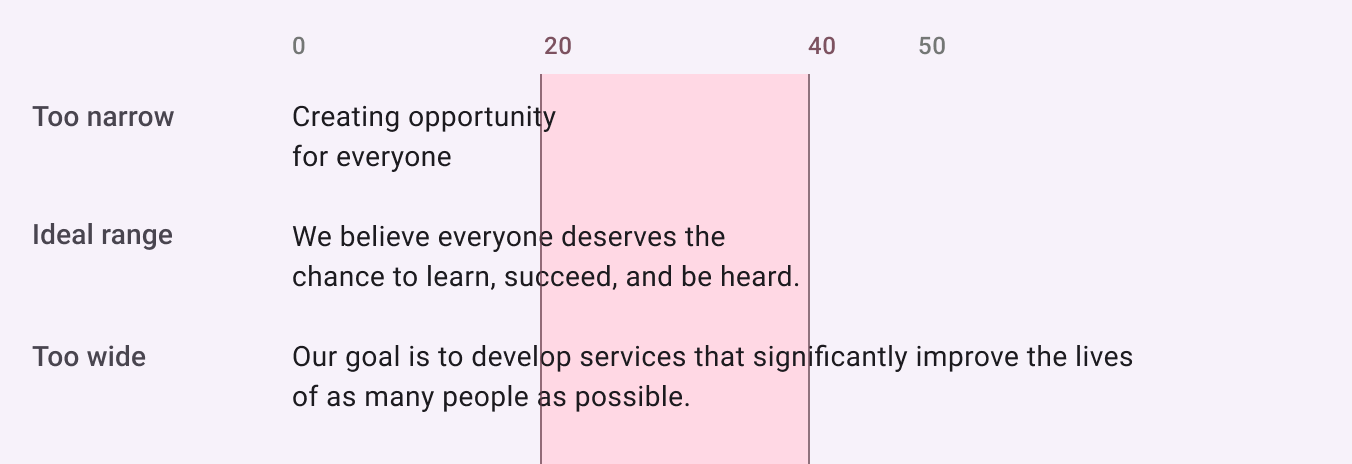 0 20 40 50
Too narrow
Creating opportunity
for everyone
Ideal range
We believe everyone deserves the
chance to learn, succeed, and be heard.
Too wide
Our goal is to develop services that significantly improve the lives
of as many people as possible.